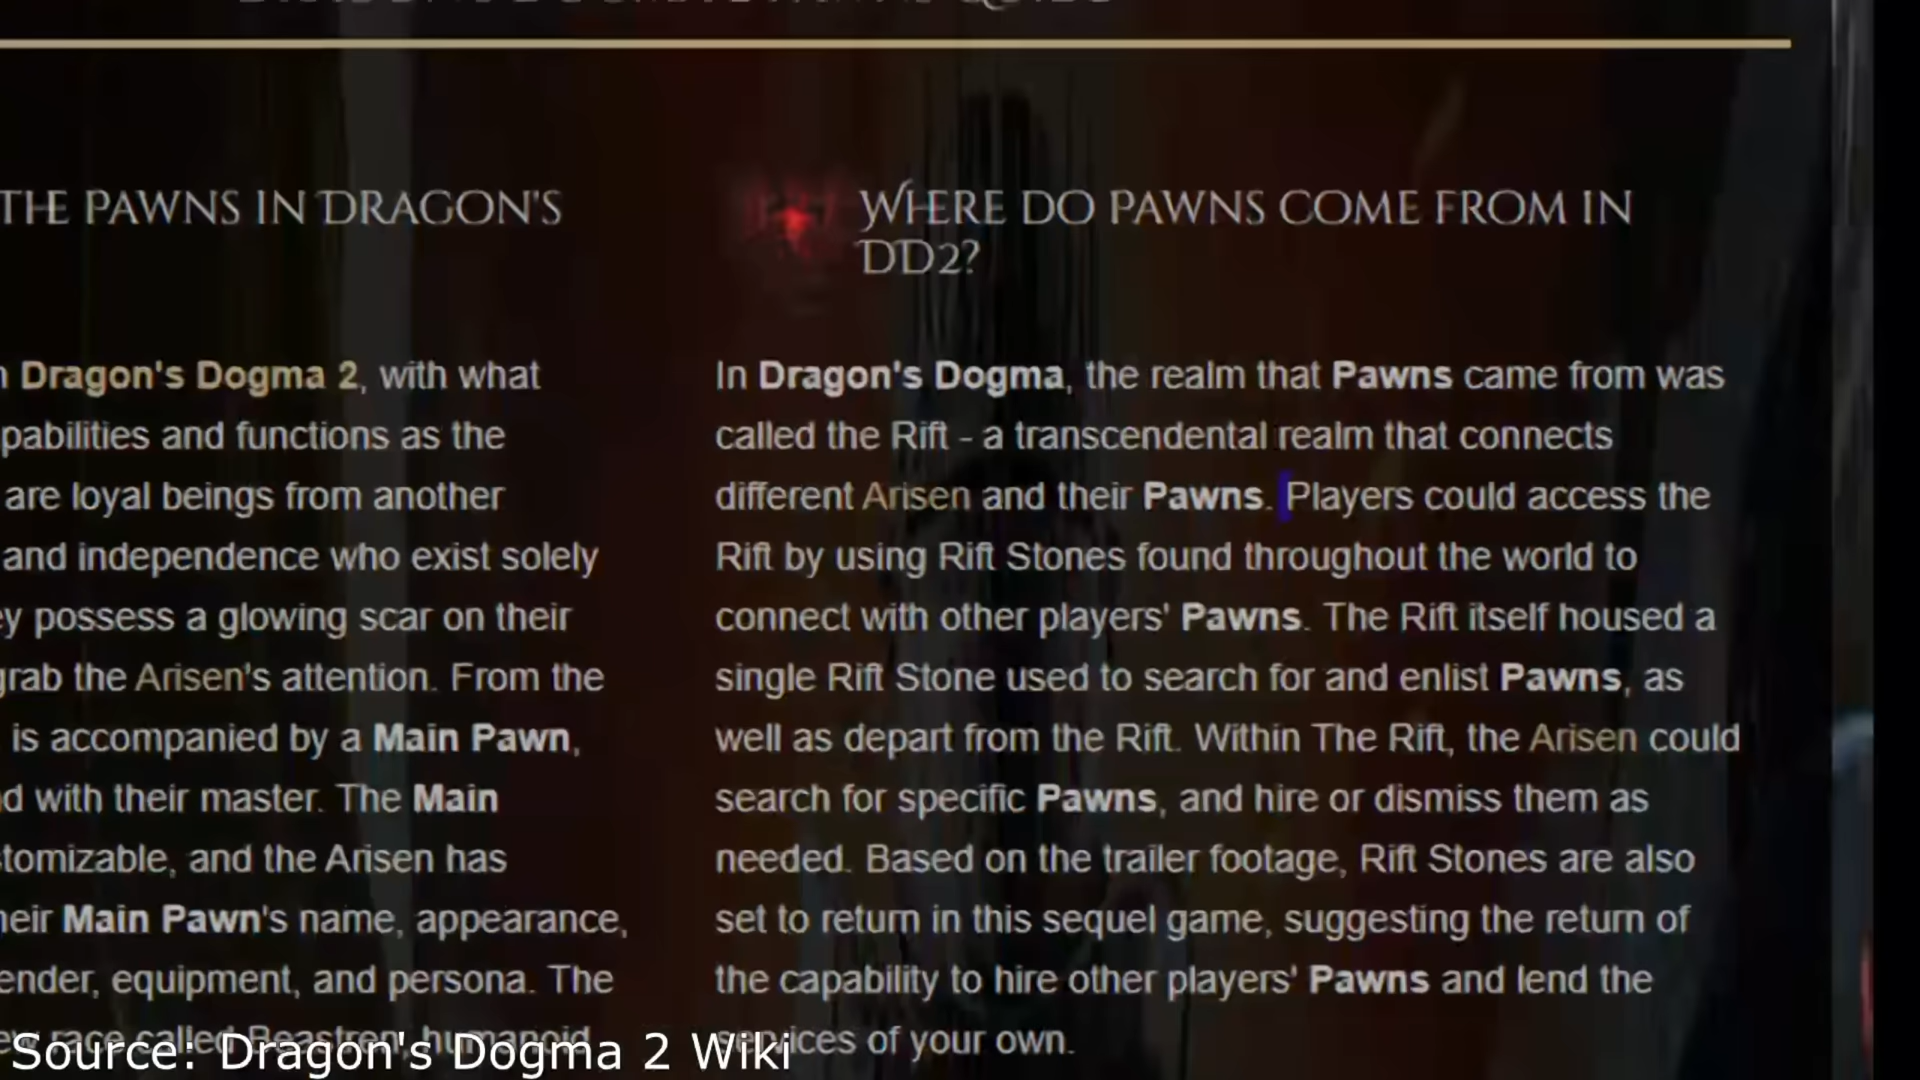 THE PAWNS IN DRAGON'S
Dragon's Dogma 2, with what
pabilities and functions as the
are loyal beings from another
and independence who exist solely
ey possess a glowing scar on their
grab the Arisen's attention. From the
is accompanied by a Main Pawn,
d with their master. The Main
tomizable, and the Arisen has
heir Main Pawn's name, appearance,
ender, equipment, and persona. The
race called Beastren, humanoid
WHERE DO PAWNS COME FROM IN
DD2?
In Dragon's Dogma, the realm that Pawns came from was
called the Rift - a transcendental realm that connects
different Arisen and their Pawns. Players could access the
Rift by using Rift Stones found throughout the world to
connect with other players' Pawns. The Rift itself housed a
single Rift Stone used to search for and enlist Pawns, as
well as depart from the Rift. Within The Rift, the Arisen could
search for specific Pawns, and hire or dismiss them as
needed. Based on the trailer footage, Rift Stones are also
set to return in this sequel game, suggesting the return of
the capability to hire other players' Pawns and lend the
services of your own.
Source: Dragon's Dogma 2 Wiki